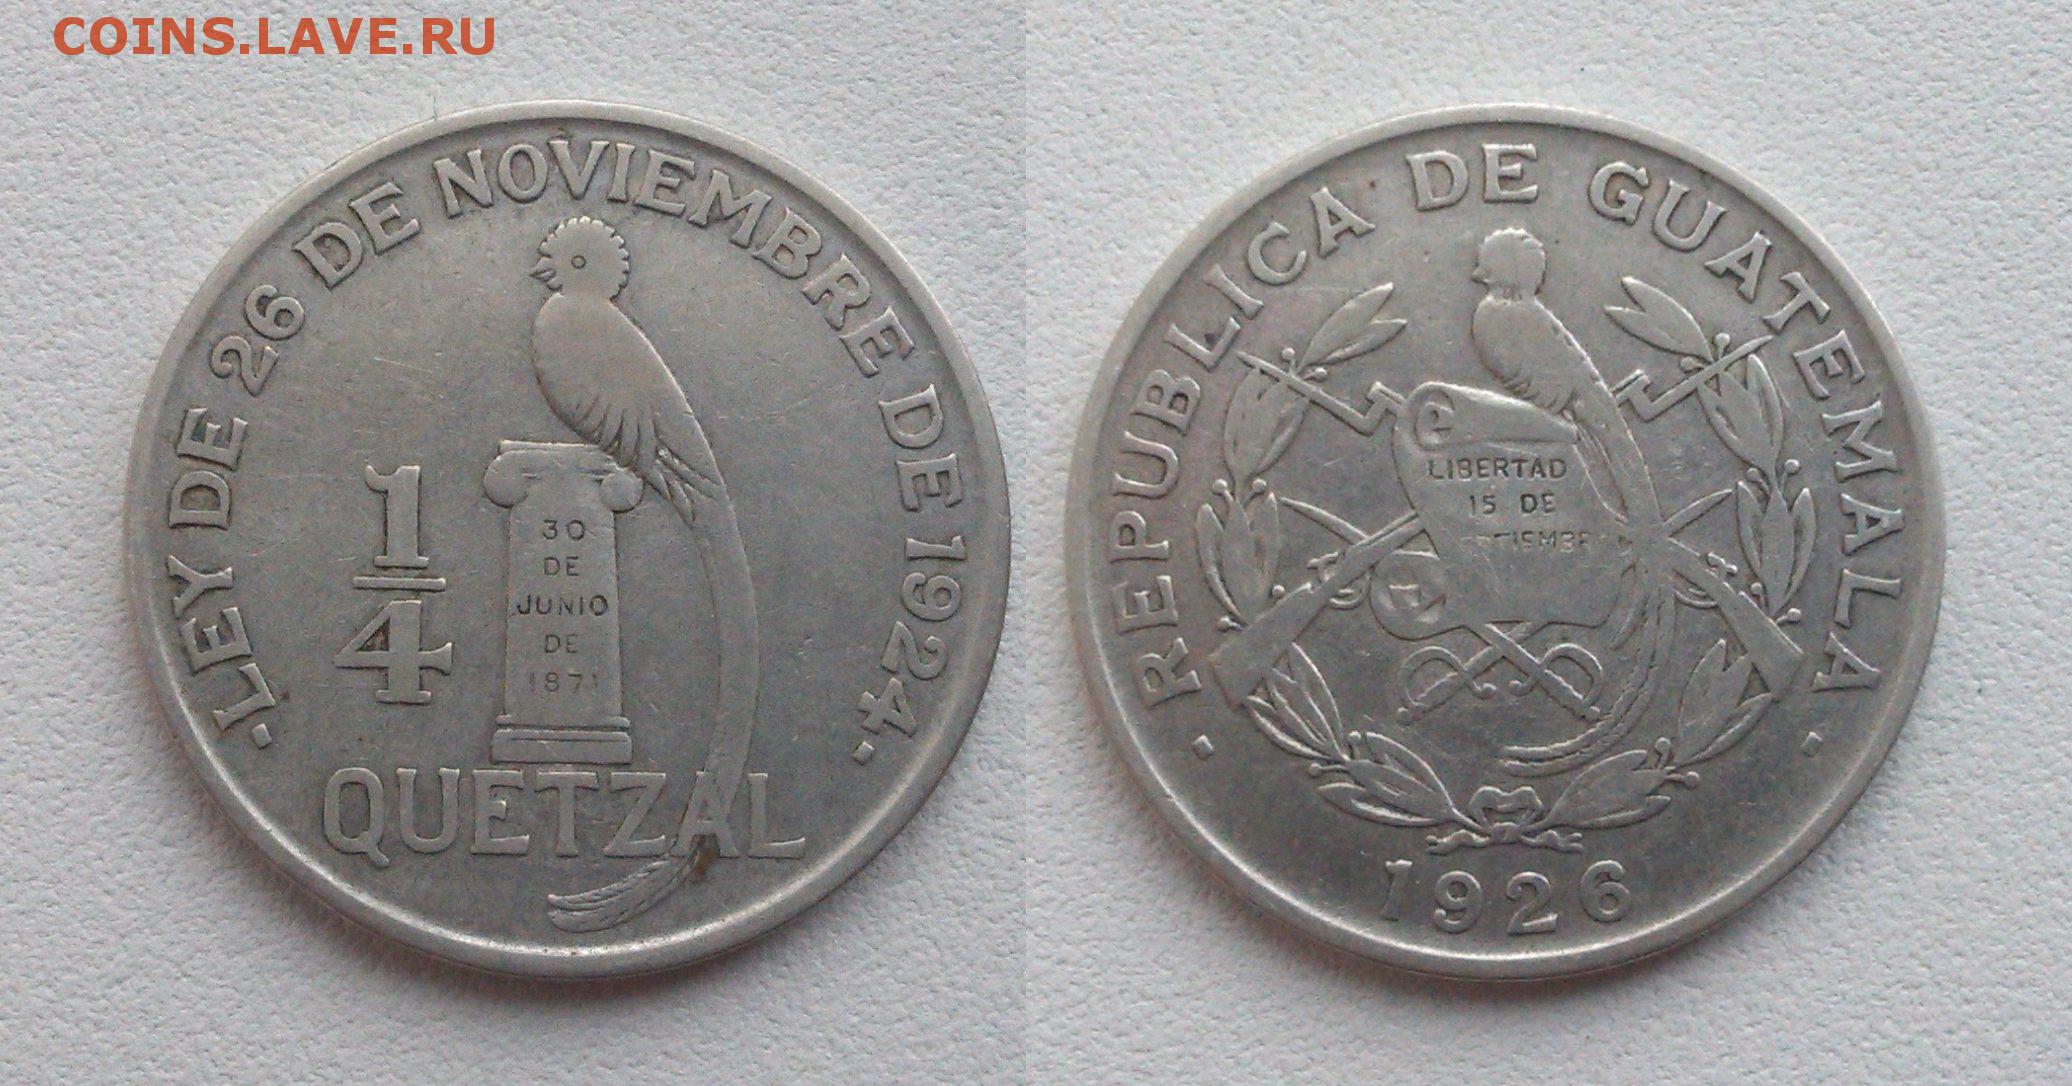 COINS.LAVE.RU
·LEY DE 26 DE NOVIEMBRE DE 1924·
1/4
30
DE
JUNIO
DE
1871
QUETZAL
· REPUBLICA DE GUATEMALA ·
LIBERTAD
15 DE
1926